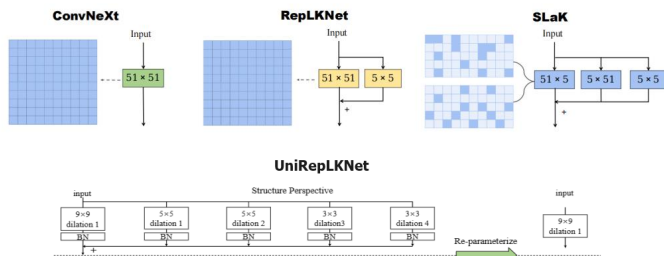 ConvNeXt
RepLKNet
SLaK
Input
Input
Input
51 × 51
51 × 51
5 × 5
51 × 5
5 × 51
5 × 5
+
+
UniRepLKNet
Structure Perspective
input
input
9×9
dilation 1
5×5
dilation 1
5×5
dilation 2
3×3
dilation3
3×3
dilation 4
9×9
dilation 1
BN
BN
BN
BN
BN
+
Re-parameterize